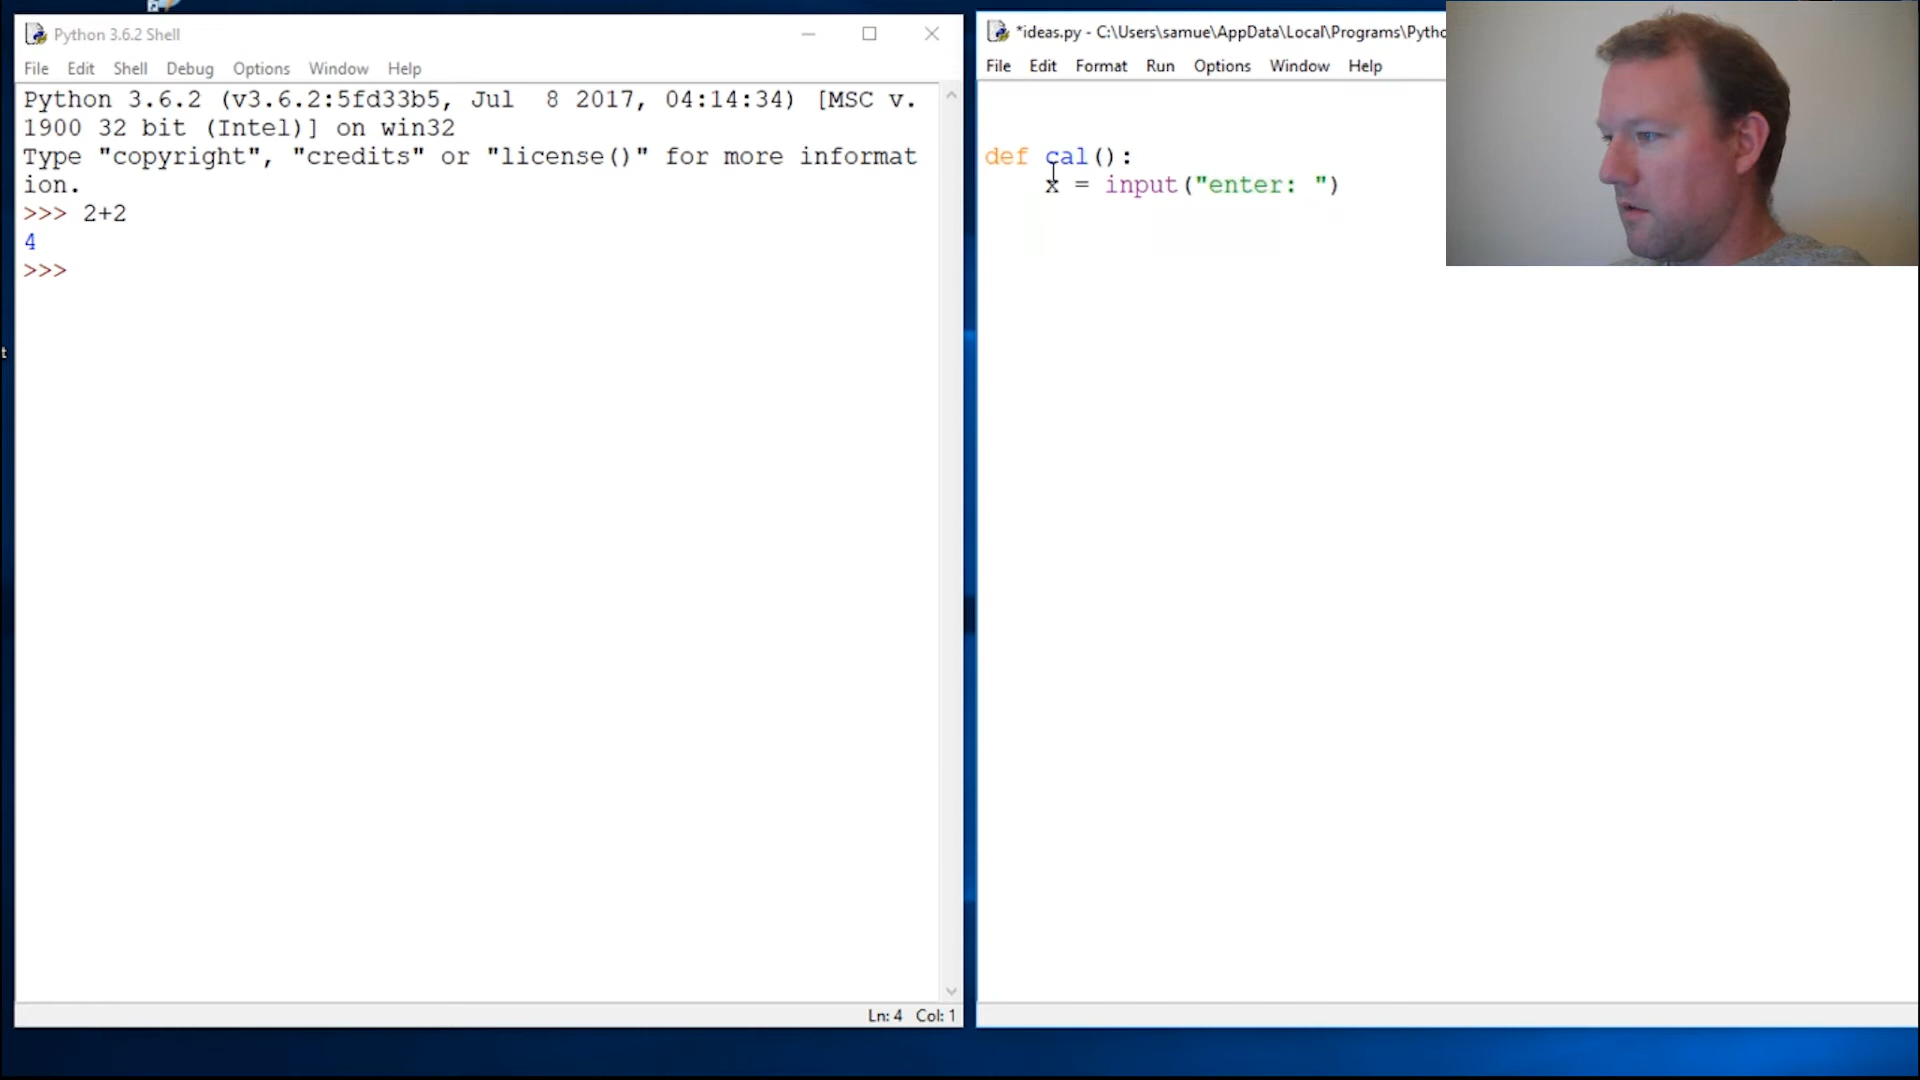 Python 3.6.2 Shell
File Edit Shell Debug Options Window Help
Python 3.6.2 (v3.6.2:5fd33b5, Jul  8 2017, 04:14:34) [MSC v.
1900 32 bit (Intel)] on win32
Type "copyright", "credits" or "license()" for more informat
ion.
>>> 2+2
4
>>>
Ln: 4 Col: 1
*ideas.py - C:\Users\samue\AppData\Local\Programs\Pytho
File Edit Format Run Options Window Help
def cal():
    x = input("enter: ")
t